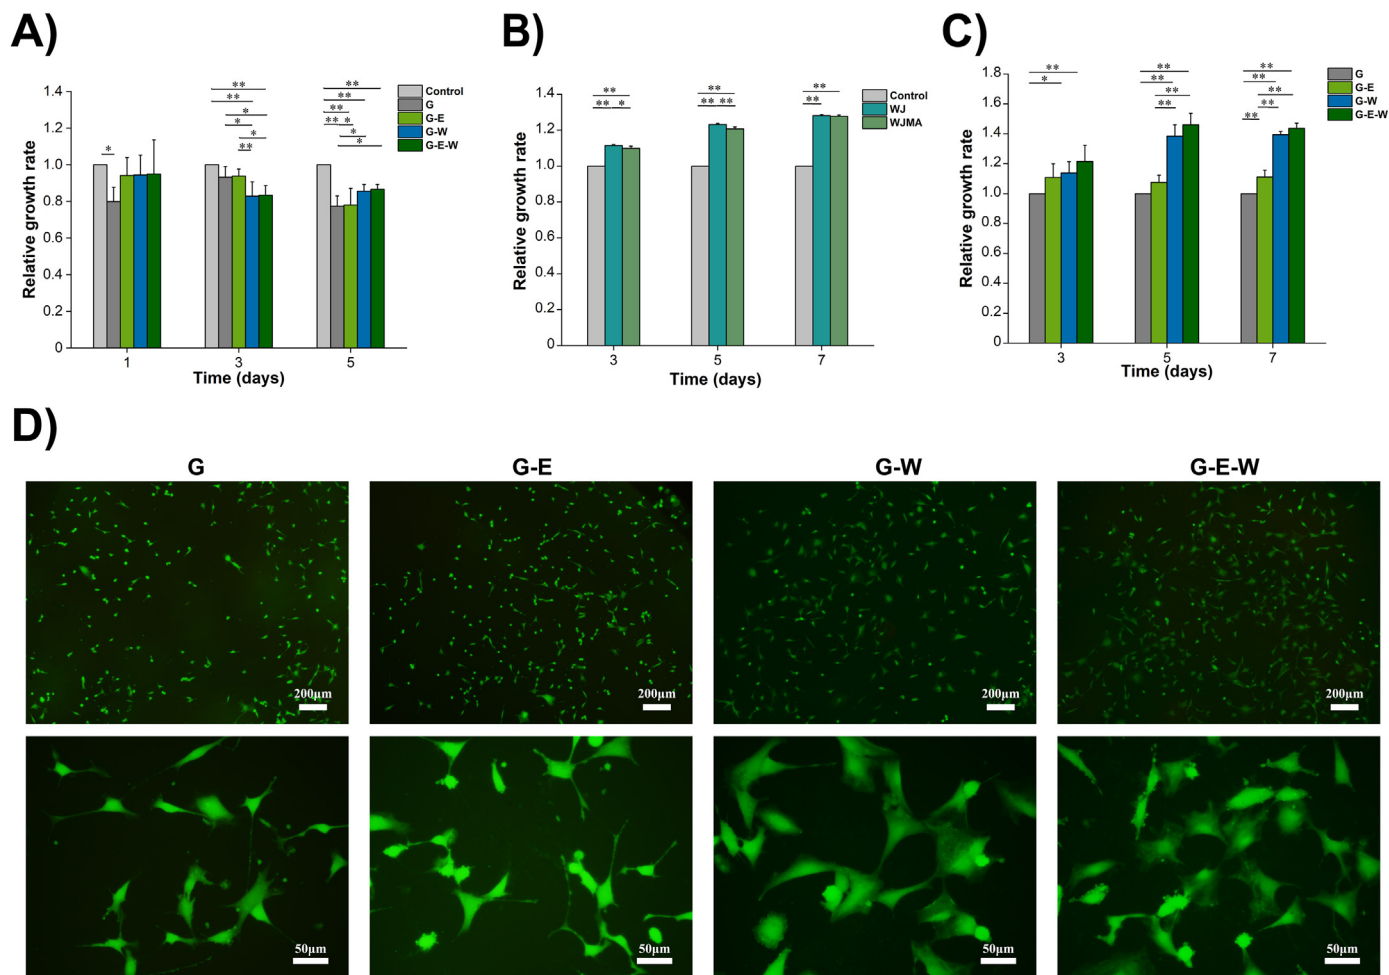 A)
Relative growth rate
1.4
1.2
1.0
0.8
0.6
0.4
0.2
0
1
3
5
Time (days)
*
**
**
*
*
*
*
**
**
**
**
** *
*
*
Control
G
G-E
G-W
G-E-W
B)
Relative growth rate
1.4
1.2
1.0
0.8
0.6
0.4
0.2
0
3
5
7
Time (days)
**
** *
**
** **
**
**
Control
WJ
WJMA
C)
Relative growth rate
1.8
1.6
1.4
1.2
1.0
0.8
0.6
0.4
0.2
0
3
5
7
Time (days)
**
*
**
**
**
**
**
**
**
**
**
G
G-E
G-W
G-E-W
D)
G
G-E
G-W
G-E-W
200μm
200μm
200μm
200μm
50μm
50μm
50μm
50μm